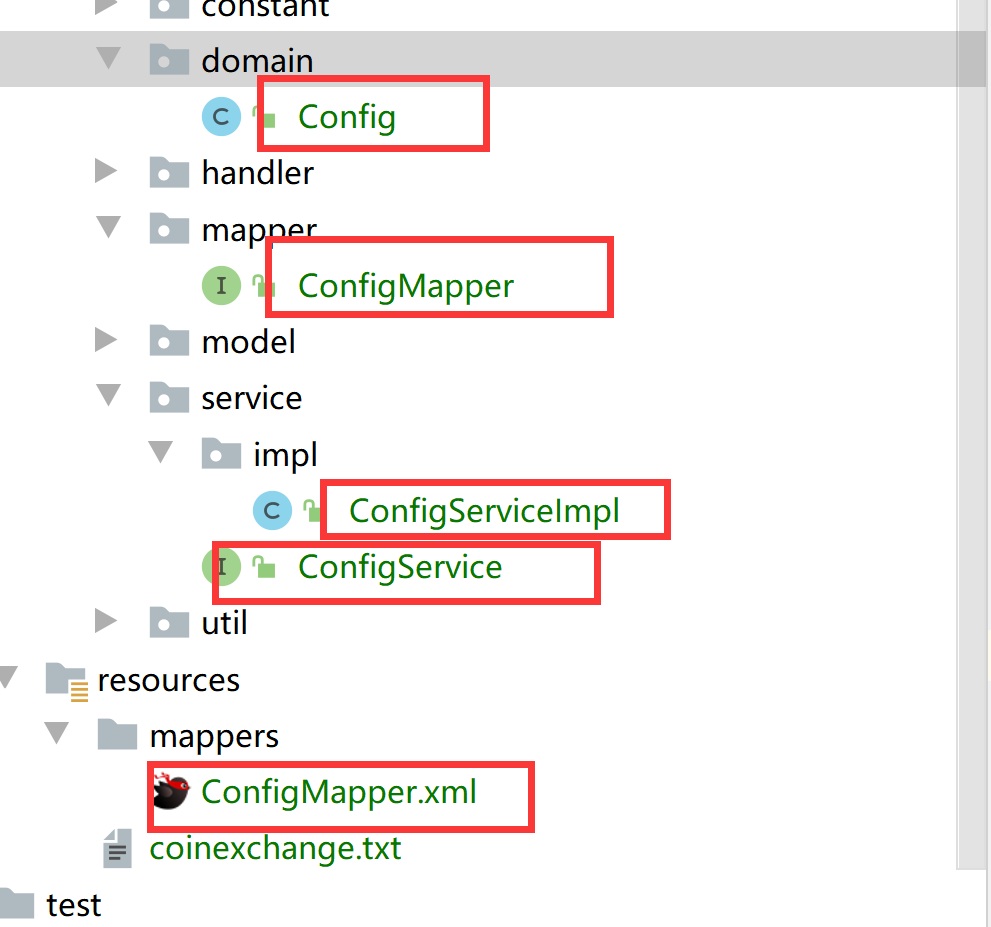 constant
domain
C Config
handler
mapper
I ConfigMapper
model
service
impl
C ConfigServiceImpl
I ConfigService
util
resources
mappers
ConfigMapper.xml
coinexchange.txt
test